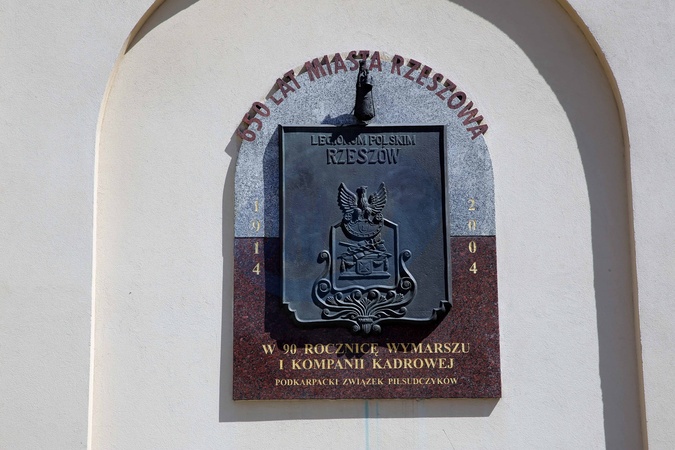 650 LAT MIASTA RZESZOWA
LEGIONOM POLSKIM
RZESZÓW
1914
2004
W 90 ROCZNICĘ WYMARSZU
I KOMPANII KADROWEJ
PODKARPACKI ZWIĄZEK PIŁSUDCZYKÓW